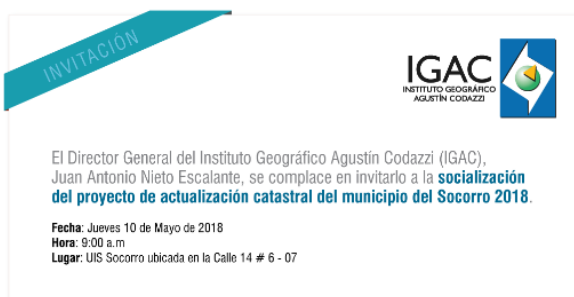 INVITACIÓN
IGAC
INSTITUTO GEOGRÁFICO
AGUSTÍN CODAZZI
El Director General del Instituto Geográfico Agustín Codazzi (IGAC),
Juan Antonio Nieto Escalante, se complace en invitarlo a la socialización
del proyecto de actualización catastral del municipio del Socorro 2018.
Fecha: Jueves 10 de Mayo de 2018
Hora: 9:00 a.m
Lugar: UIS Socorro ubicada en la Calle 14 # 6 - 07